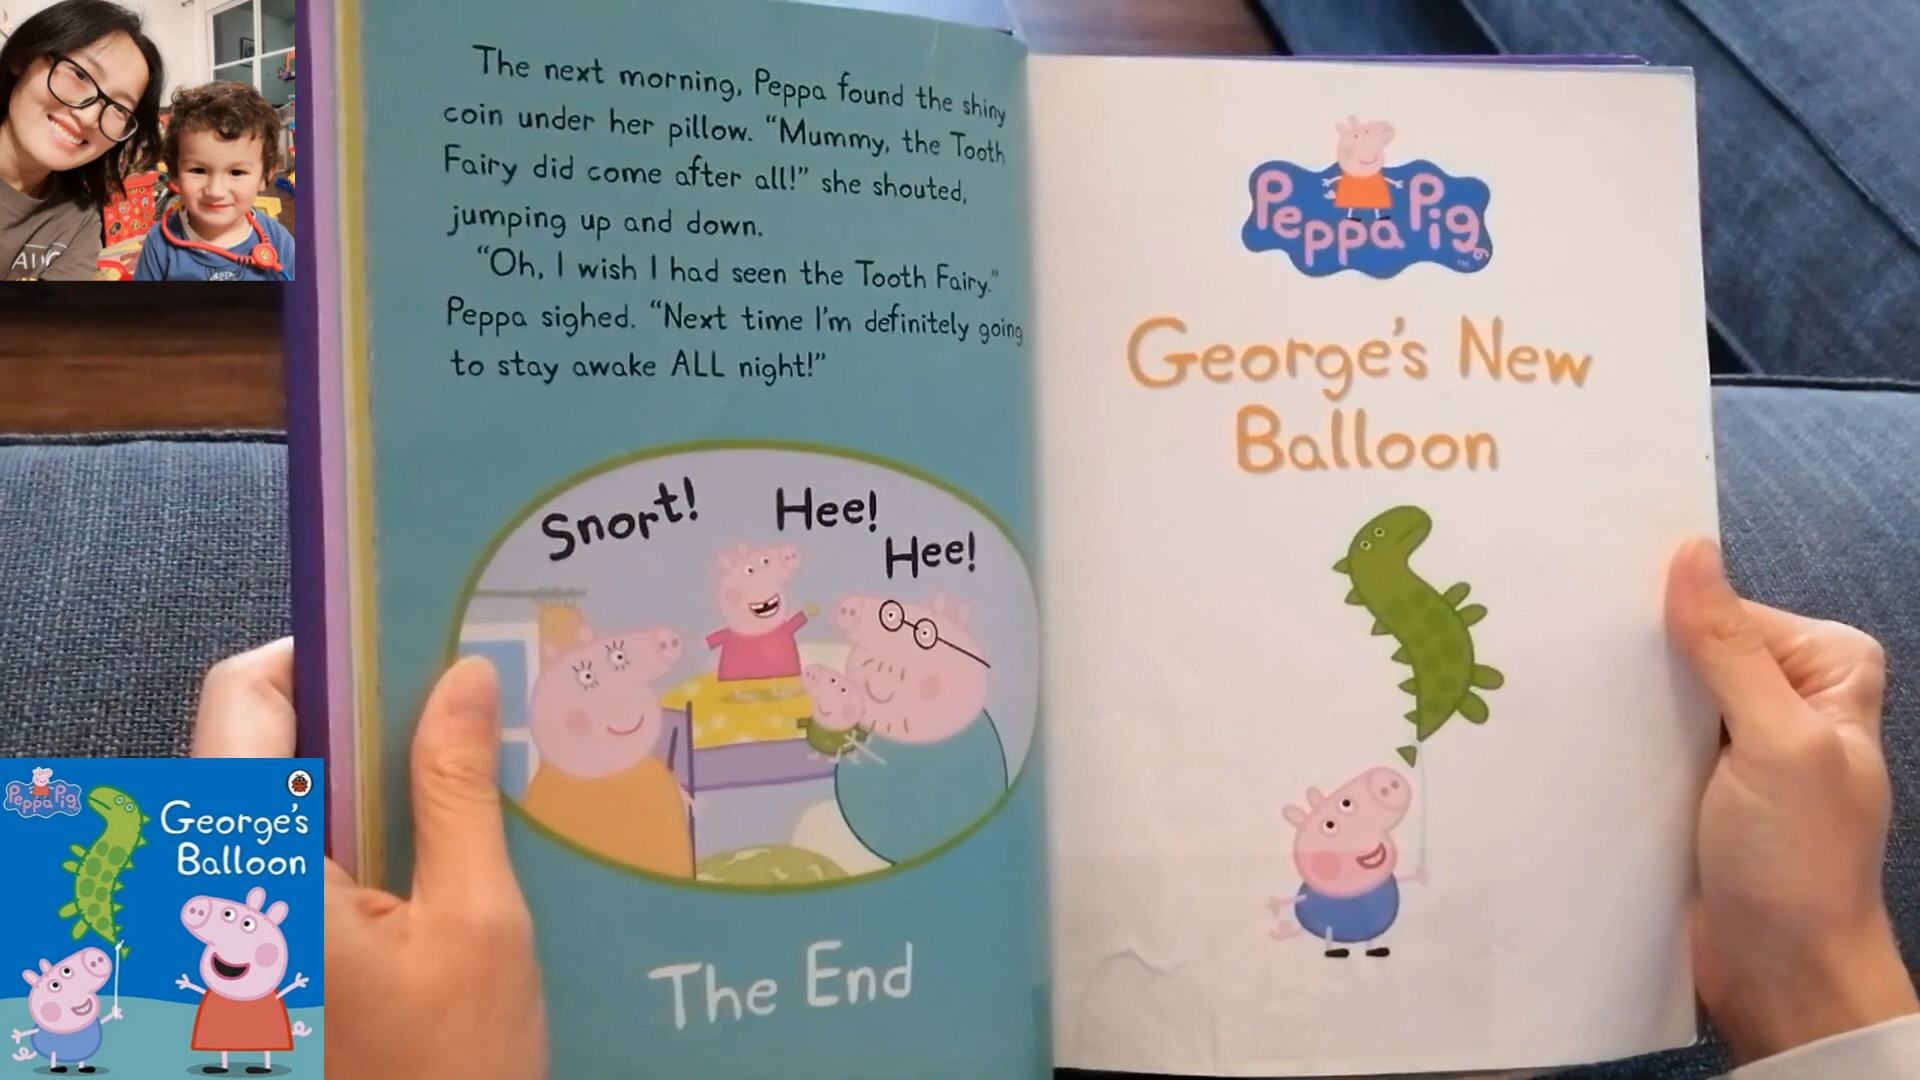 The next morning, Peppa found the shiny
coin under her pillow. “Mummy, the Tooth
Fairy did come after all!” she shouted,
jumping up and down.
“Oh, I wish I had seen the Tooth Fairy.”
Peppa sighed. “Next time I’m definitely going
to stay awake ALL night!”
Snort!
Hee!
Hee!
The End
Peppa Pig
TM
George’s New
Balloon
Peppa Pig
George’s
Balloon